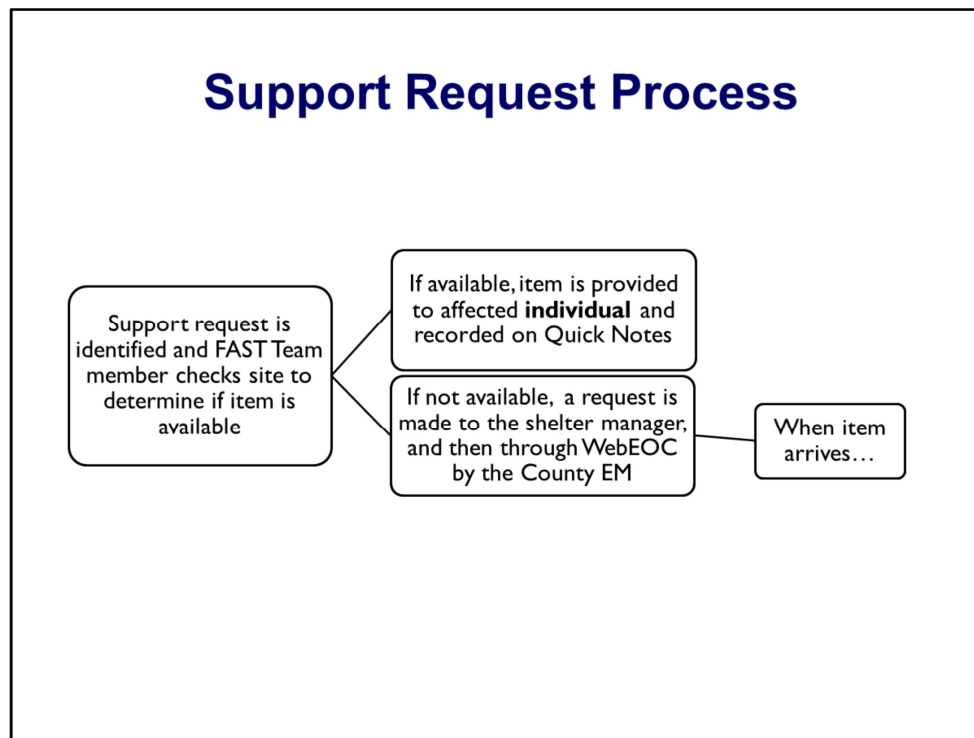 Support Request Process
Support request is
identified and FAST Team
member checks site to
determine if item is
available
If available, item is provided
to affected individual and
recorded on Quick Notes
If not available,  a request is
made to the shelter manager,
and then through WebEOC
by the County EM
When item
arrives…